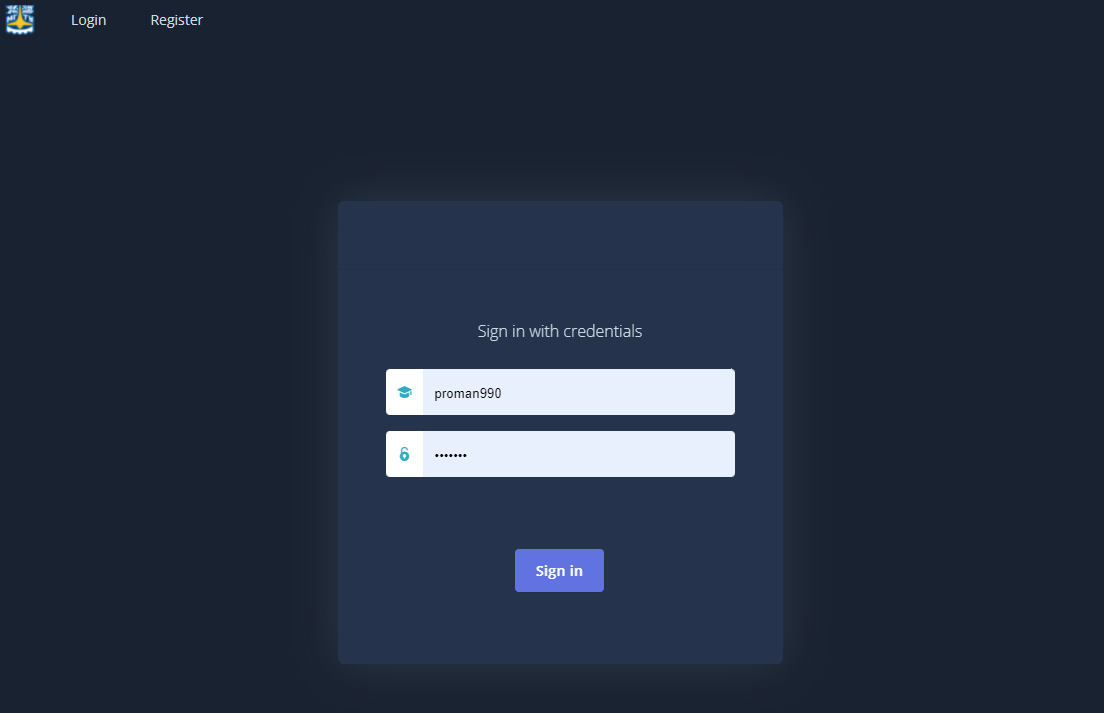 Login Register
Sign in with credentials
proman990
•••••••
Sign in